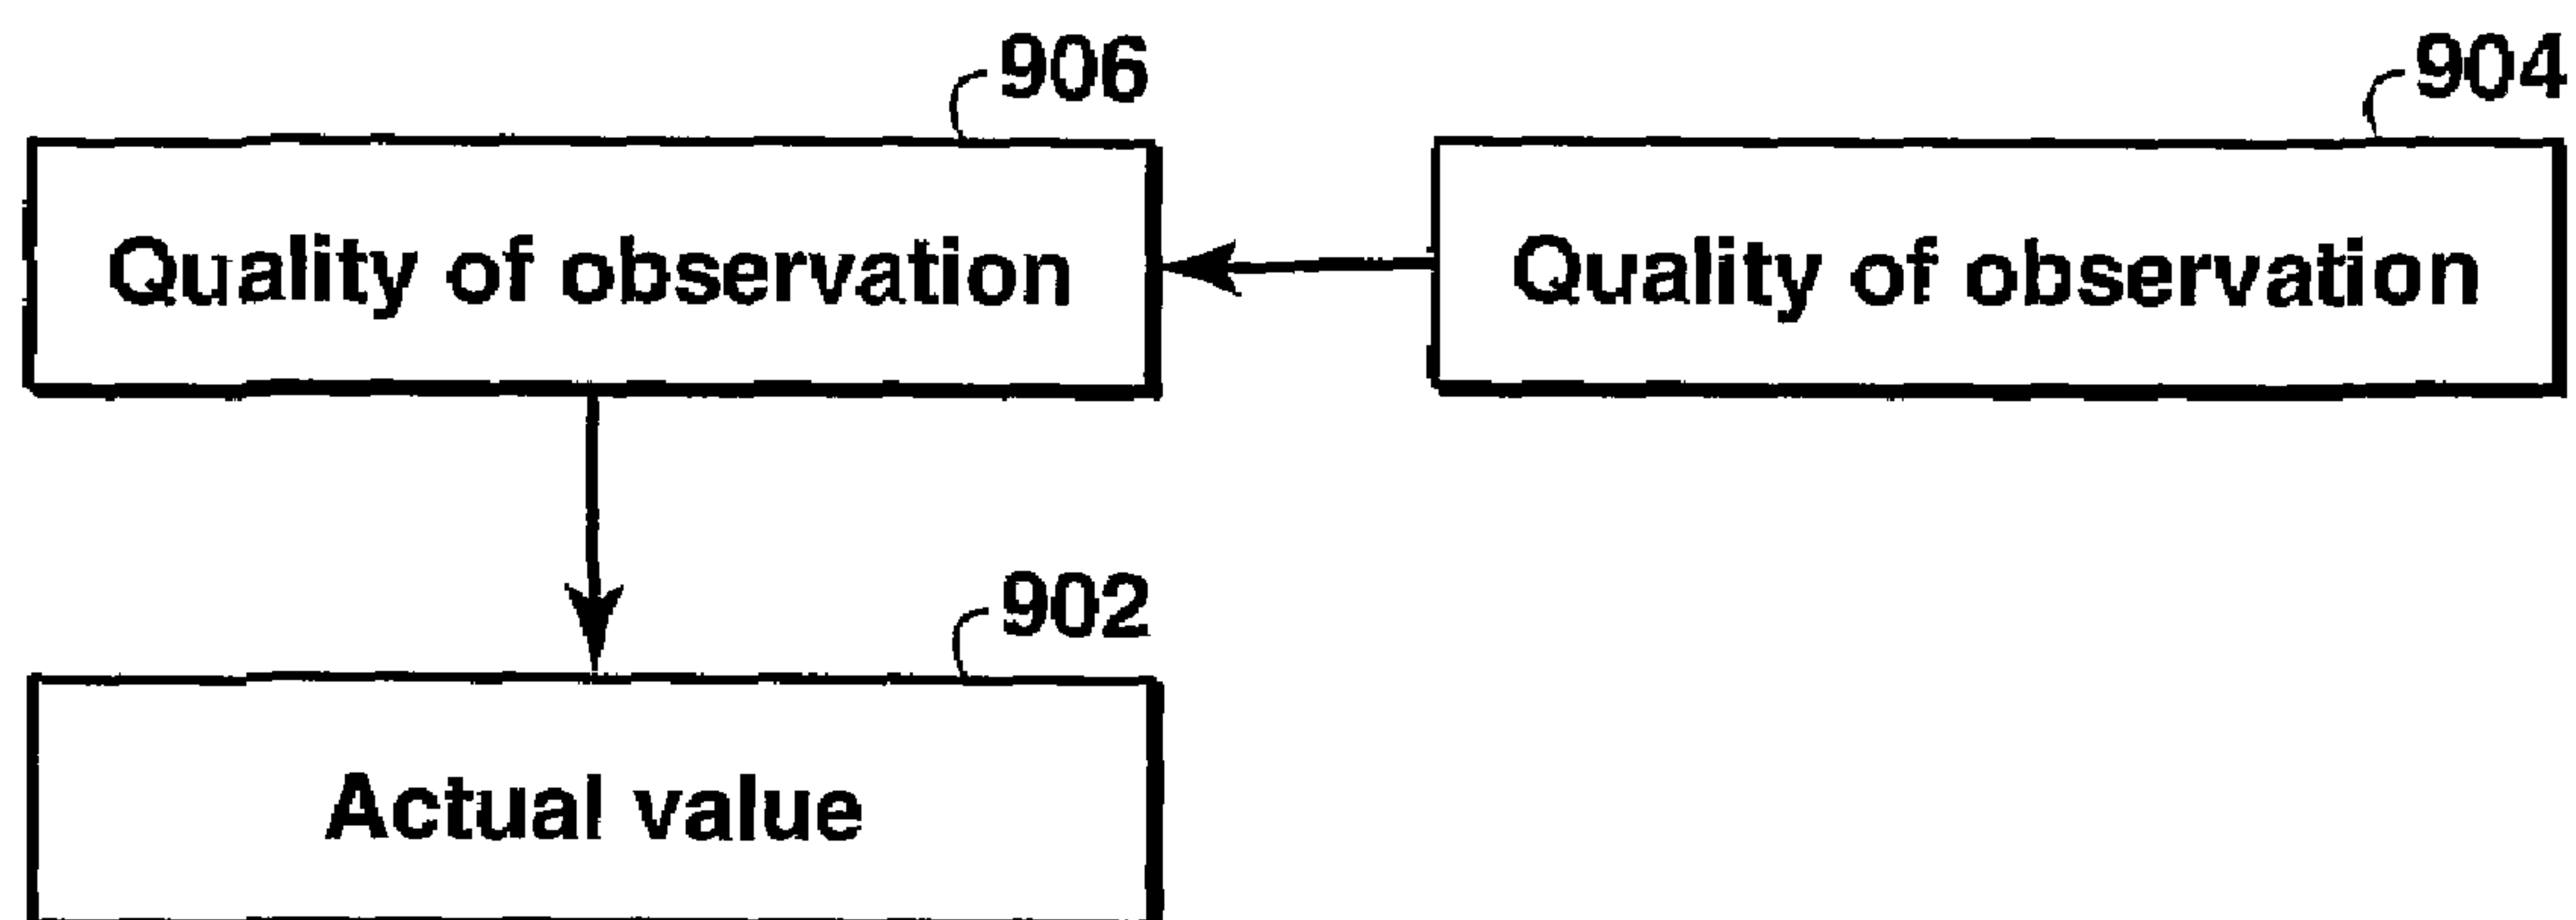 906
904
Quality of observation
Quality of observation
902
Actual value